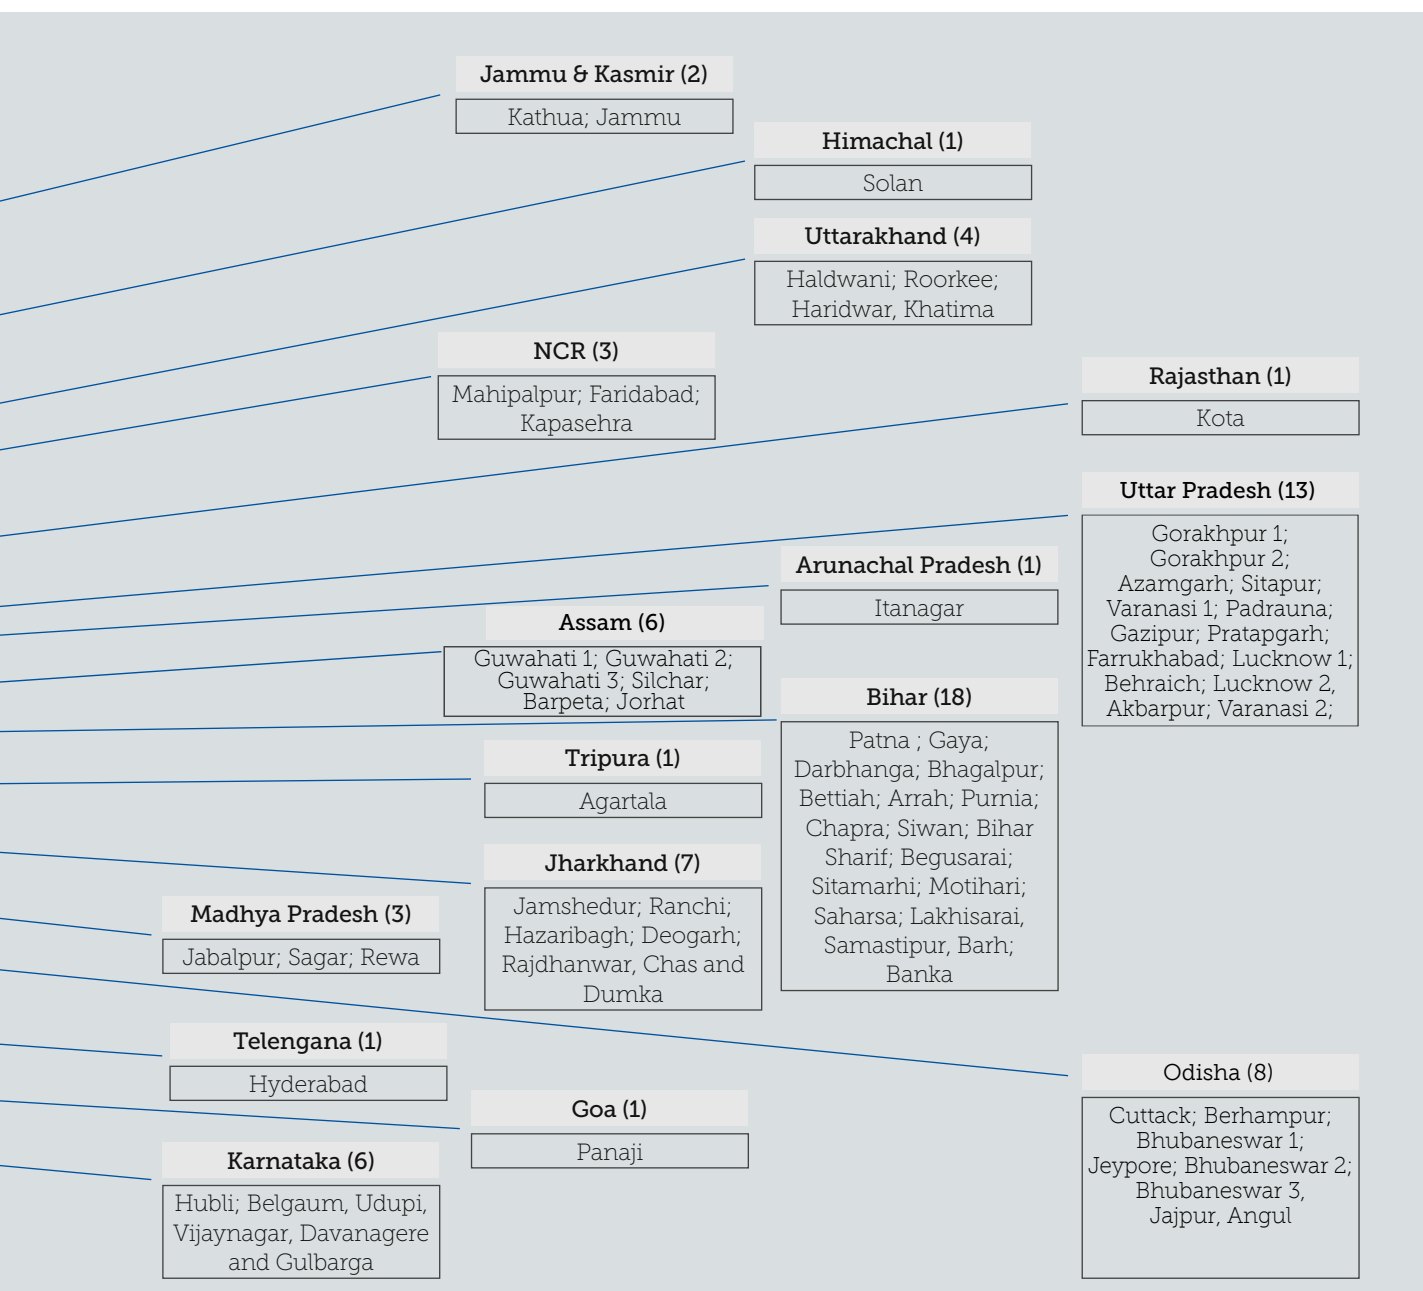 Jammu & Kasmir (2)
Kathua; Jammu
Himachal (1)
Solan
Uttarakhand (4)
Haldwani; Roorkee;
Haridwar, Khatima
NCR (3)
Mahipalpur; Faridabad;
Kapasehra
Rajasthan (1)
Kota
Uttar Pradesh (13)
Gorakhpur 1;
Gorakhpur 2;
Azamgarh; Sitapur;
Varanasi 1; Padrauna;
Gazipur; Pratapgarh;
Farrukhabad; Lucknow 1;
Behraich; Lucknow 2,
Akbarpur; Varanasi 2;
Arunachal Pradesh (1)
Itanagar
Assam (6)
Guwahati 1; Guwahati 2;
Guwahati 3; Silchar;
Barpeta; Jorhat
Bihar (18)
Patna ; Gaya;
Darbhanga; Bhagalpur;
Bettiah; Arrah; Purnia;
Chapra; Siwan; Bihar
Sharif; Begusarai;
Sitamarhi; Motihari;
Saharsa; Lakhisarai,
Samastipur, Barh;
Banka
Tripura (1)
Agartala
Jharkhand (7)
Jamshedur; Ranchi;
Hazaribagh; Deogarh;
Rajdhanwar, Chas and
Dumka
Madhya Pradesh (3)
Jabalpur; Sagar; Rewa
Telengana (1)
Hyderabad
Goa (1)
Panaji
Odisha (8)
Cuttack; Berhampur;
Bhubaneswar 1;
Jeypore; Bhubaneswar 2;
Bhubaneswar 3,
Jajpur, Angul
Karnataka (6)
Hubli; Belgaum, Udupi,
Vijaynagar, Davanagere
and Gulbarga